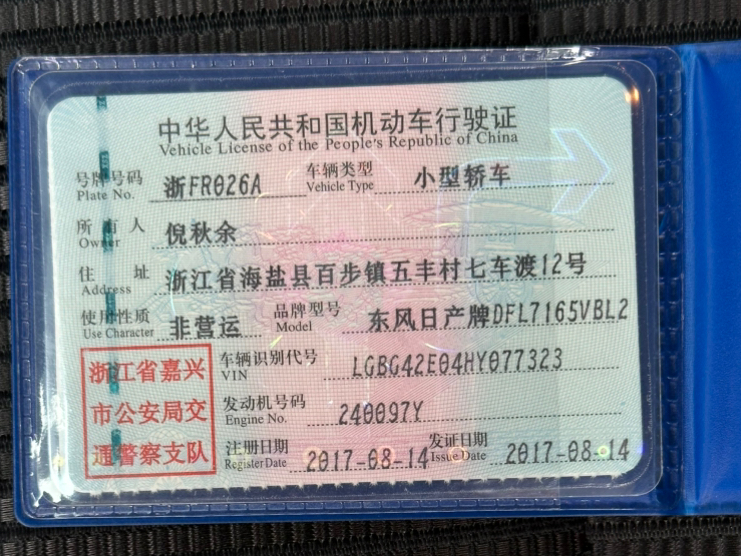 中华人民共和国机动车行驶证
Vehicle License of the People's Republic of China
号牌号码 Plate No. 浙FR026A 车辆类型 Vehicle Type 小型轿车
所有人 Owner 倪秋余
住址 Address 浙江省海盐县百步镇五丰村七车渡12号
使用性质 Use Character 非营运 品牌型号 Model 东风日产牌DFL7165VBL2
浙江省嘉兴
市公安局交
通警察支队
车辆识别代号 VIN LGBG42E04HY077323
发动机号码 Engine No. 240097Y
注册日期 Register Date 2017-08-14 发证日期 Issue Date 2017-08-14